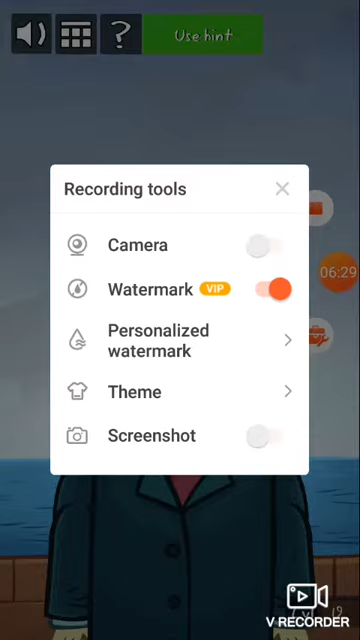 ?
Use hint
Recording tools
Camera
06:29
Watermark VIP
Personalized
watermark
Theme
Screenshot
V RECORDER